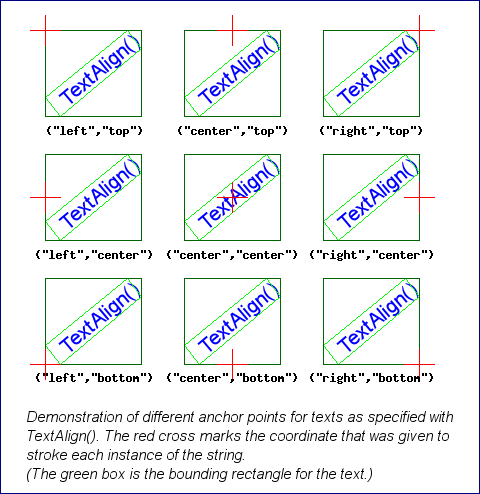 TextAlign() TextAlign() TextAlign()
("left","top") ("center","top") ("right","top")
TextAlign() TextAlign() TextAlign()
("left","center") ("center","center") ("right","center")
TextAlign() TextAlign() TextAlign()
("left","bottom") ("center","bottom") ("right","bottom")
Demonstration of different anchor points for texts as specified with
TextAlign(). The red cross marks the coordinate that was given to
stroke each instance of the string.
(The green box is the bounding rectangle for the text.)